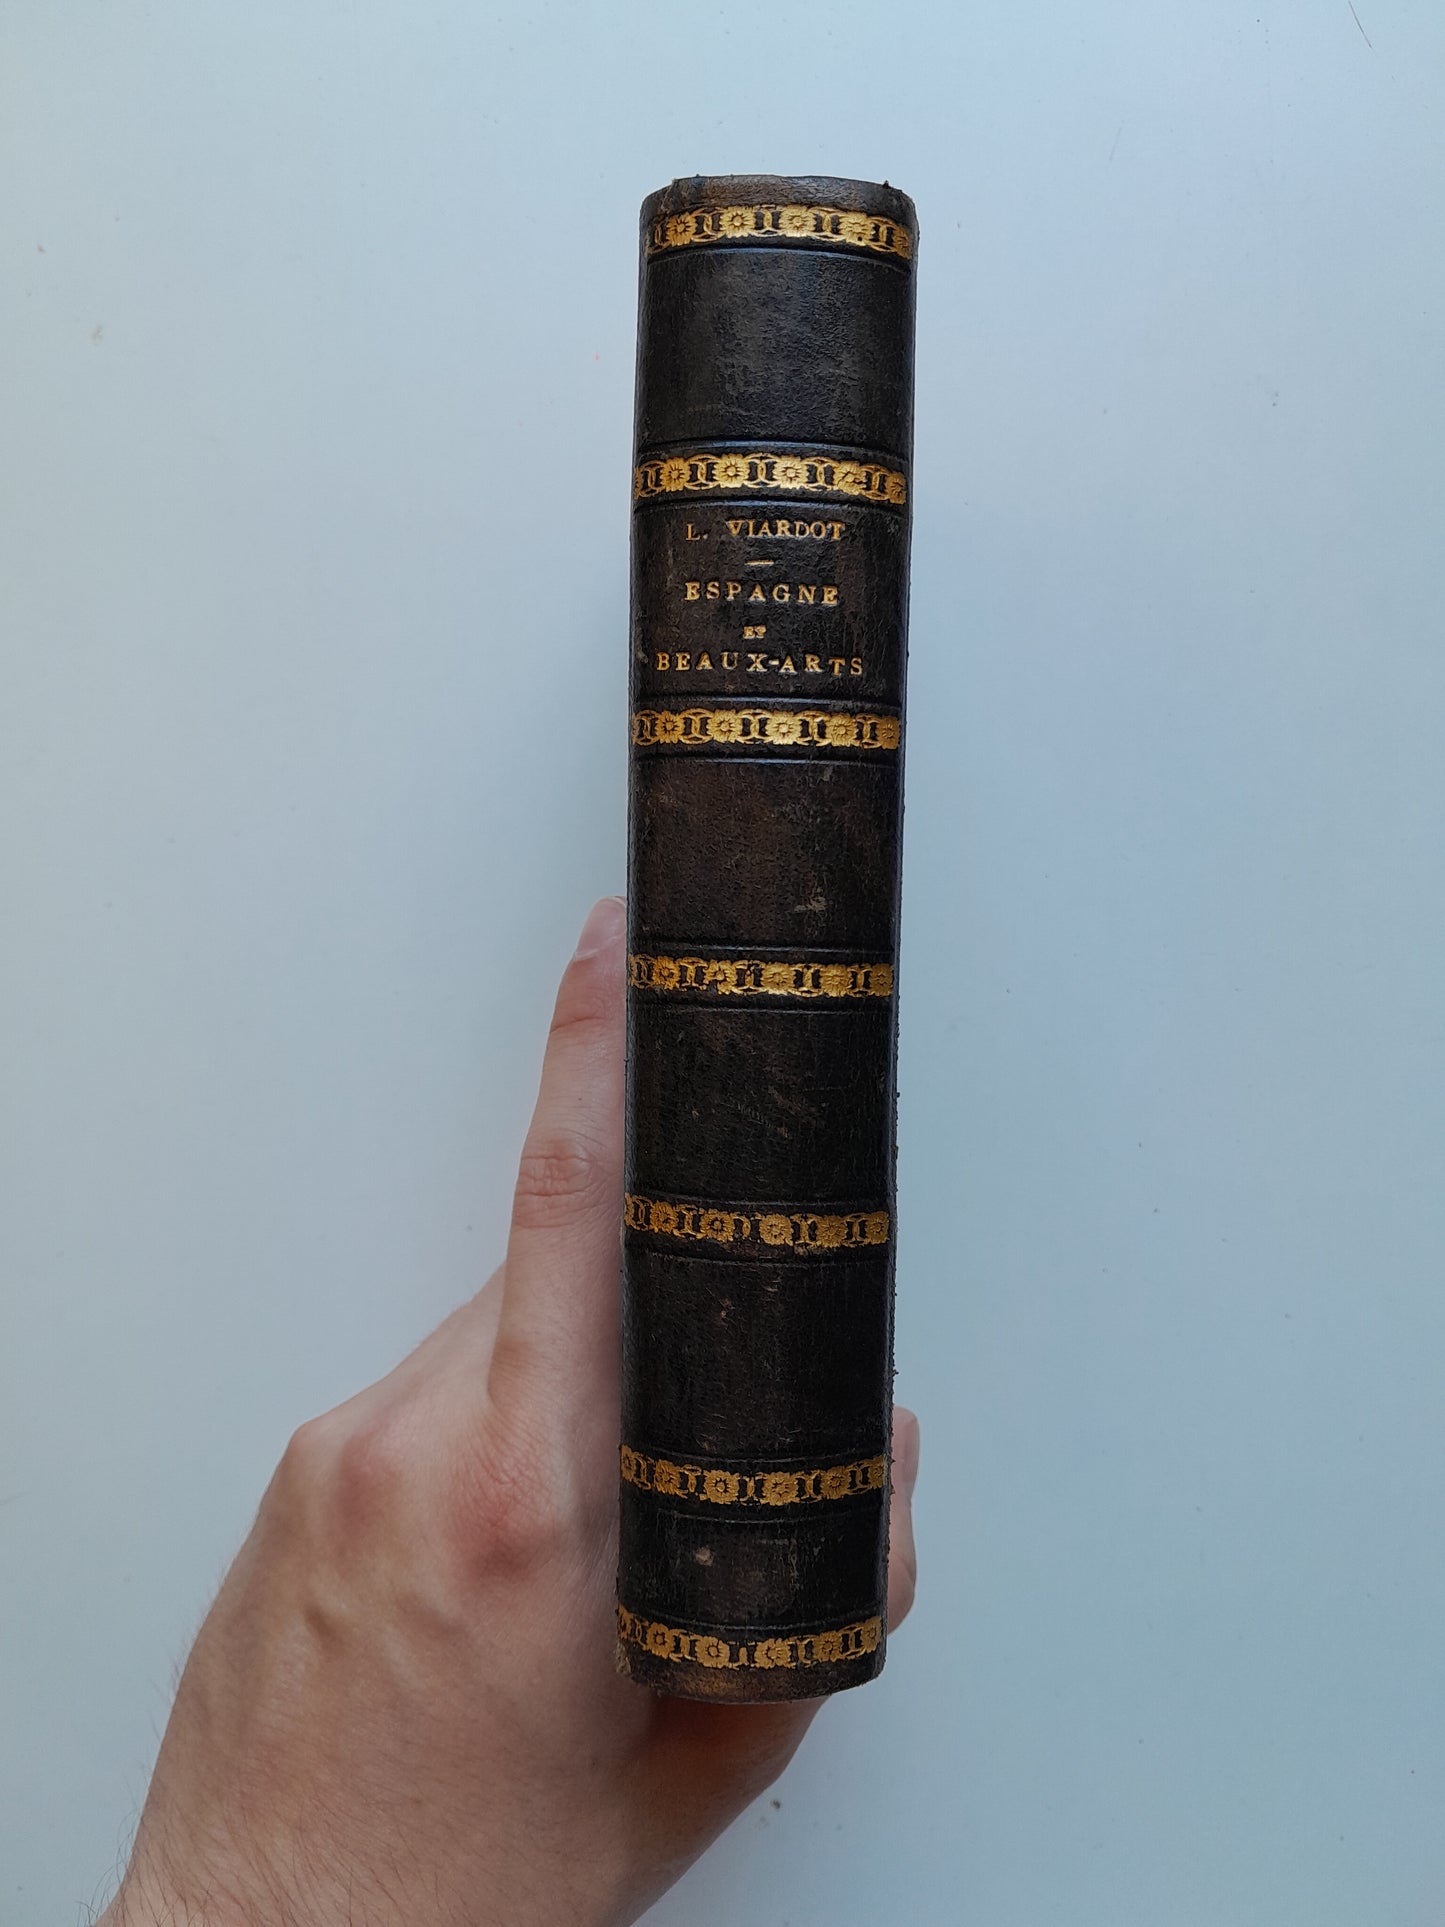 L. VIARDOT
ESPAGNE
ET
BEAUX-ARTS